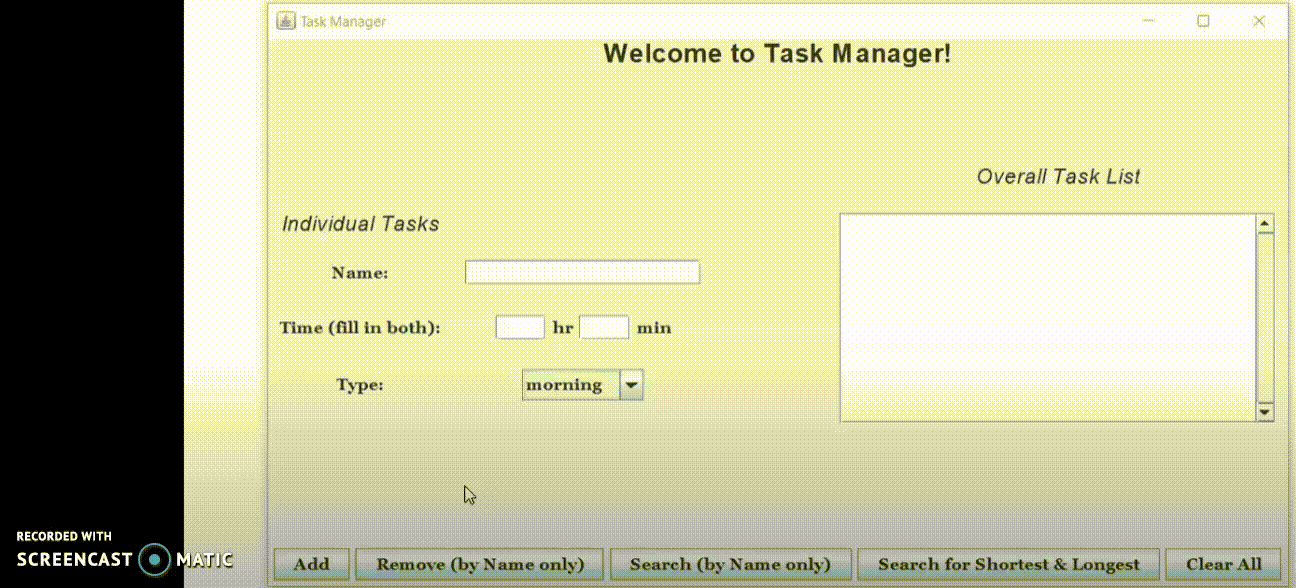 Task Manager
Welcome to Task Manager!
Overall Task List
Individual Tasks
Name:
Time (fill in both): hr min
Type: morning
Add Remove (by Name only) Search (by Name only) Search for Shortest & Longest Clear All
RECORDED WITH
SCREENCAST MATIC